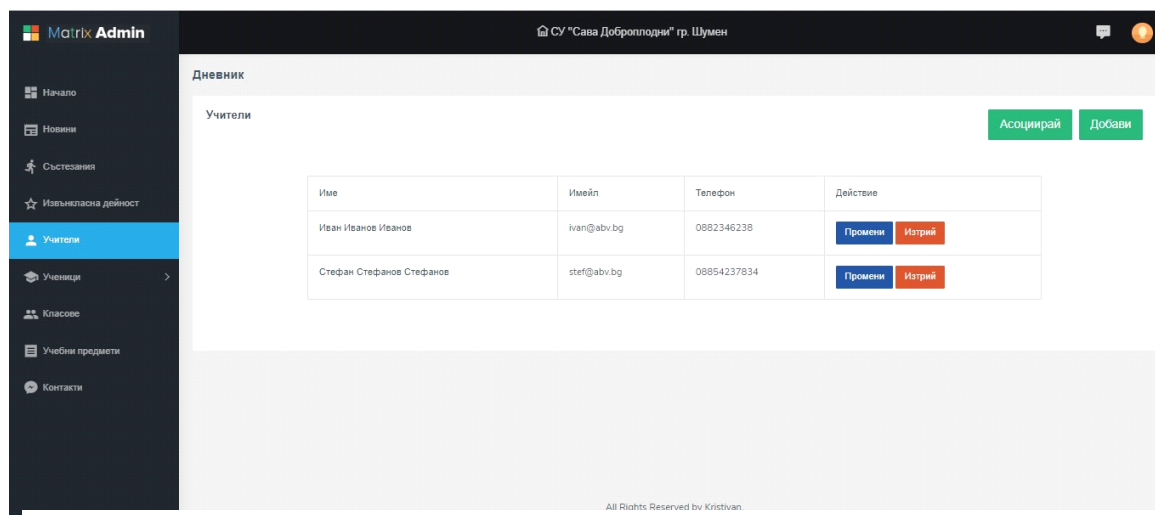 Matrix Admin
СУ "Сава Доброплодни" гр. Шумен
Начало
Новини
Състезания
Извънкласна дейност
Учители
Ученици
Класове
Учебни предмети
Контакти
Дневник
Учители
Асоциирай Добави
Име Имейл Телефон Действие
Иван Иванов Иванов ivan@abv.bg 0882346238 Промени Изтрий
Стефан Стефанов Стефанов stef@abv.bg 08854237834 Промени Изтрий
All Rights Reserved by Kristivan.